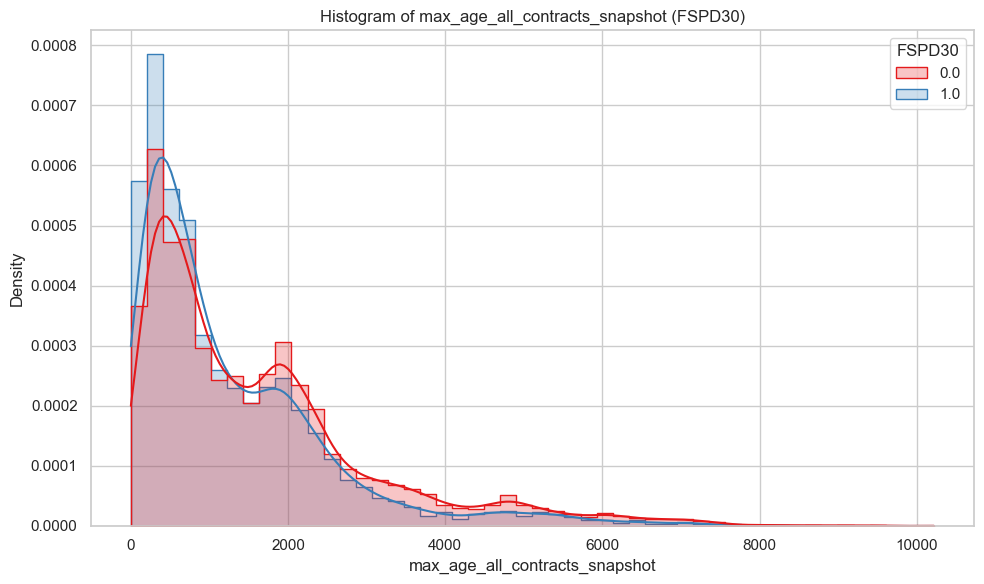 Histogram of max_age_all_contracts_snapshot (FSPD30)
FSPD30
0.0
1.0
Density
0.0008
0.0007
0.0006
0.0005
0.0004
0.0003
0.0002
0.0001
0.0000
0 2000 4000 6000 8000 10000
max_age_all_contracts_snapshot